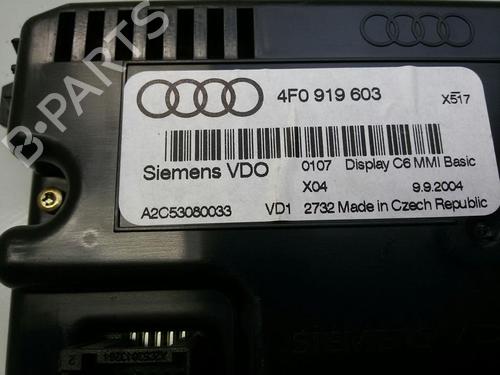 4F0 919 603 X517
Siemens VDO 0107 Display C6 MMI Basic
X04 9.9.2004
A2C53080033 VD1 2732 Made in Czech Republic
2